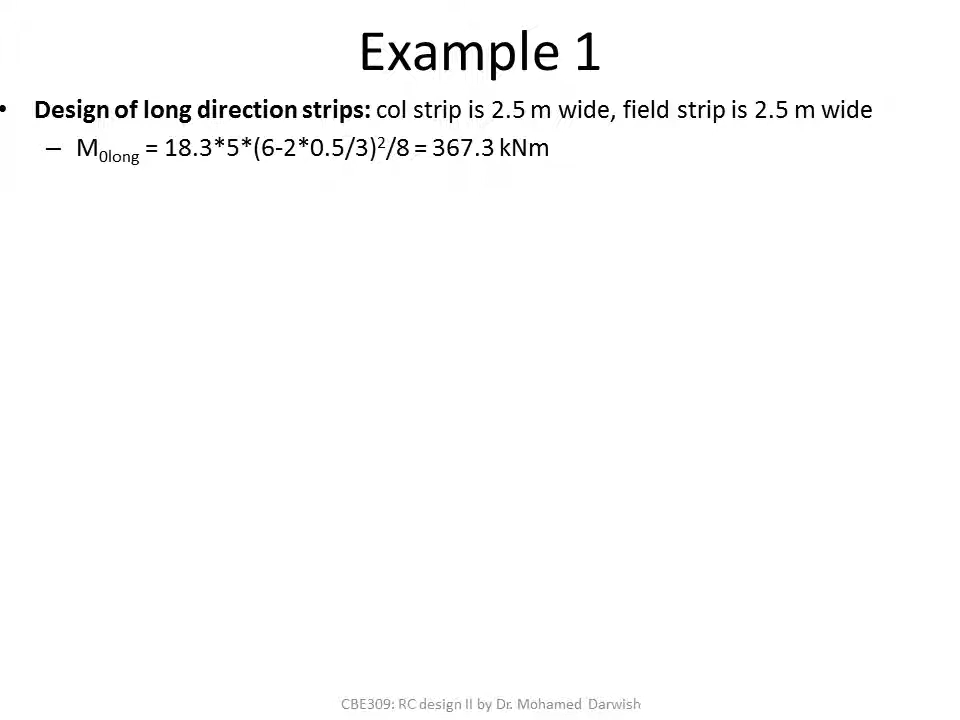 Example 1
• Design of long direction strips: col strip is 2.5 m wide, field strip is 2.5 m wide
– M0long = 18.3*5*(6-2*0.5/3)²/8 = 367.3 kNm
CBE309: RC design II by Dr. Mohamed Darwish